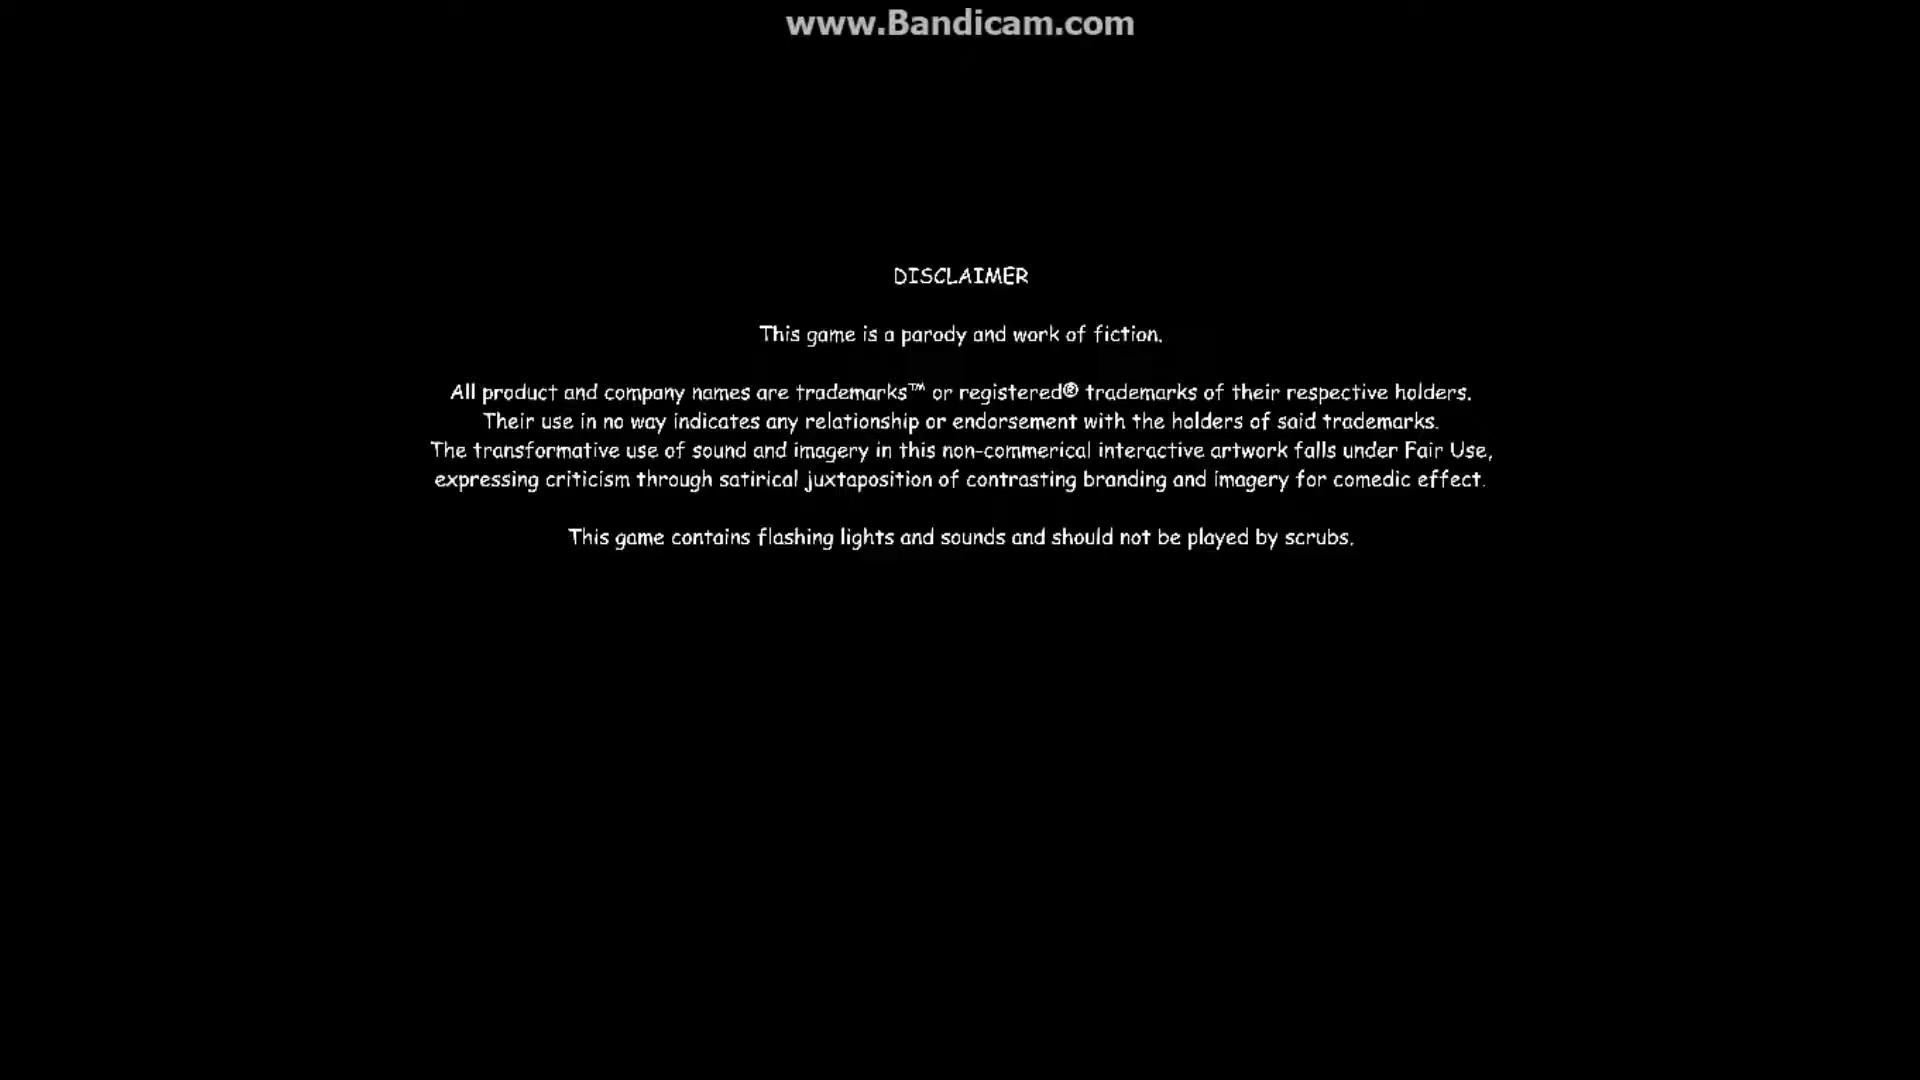 www.Bandicam.com
DISCLAIMER
This game is a parody and work of fiction.
All product and company names are trademarks™ or registered® trademarks of their respective holders.
Their use in no way indicates any relationship or endorsement with the holders of said trademarks.
The transformative use of sound and imagery in this non-commerical interactive artwork falls under Fair Use,
expressing criticism through satirical juxtaposition of contrasting branding and imagery for comedic effect.
This game contains flashing lights and sounds and should not be played by scrubs.